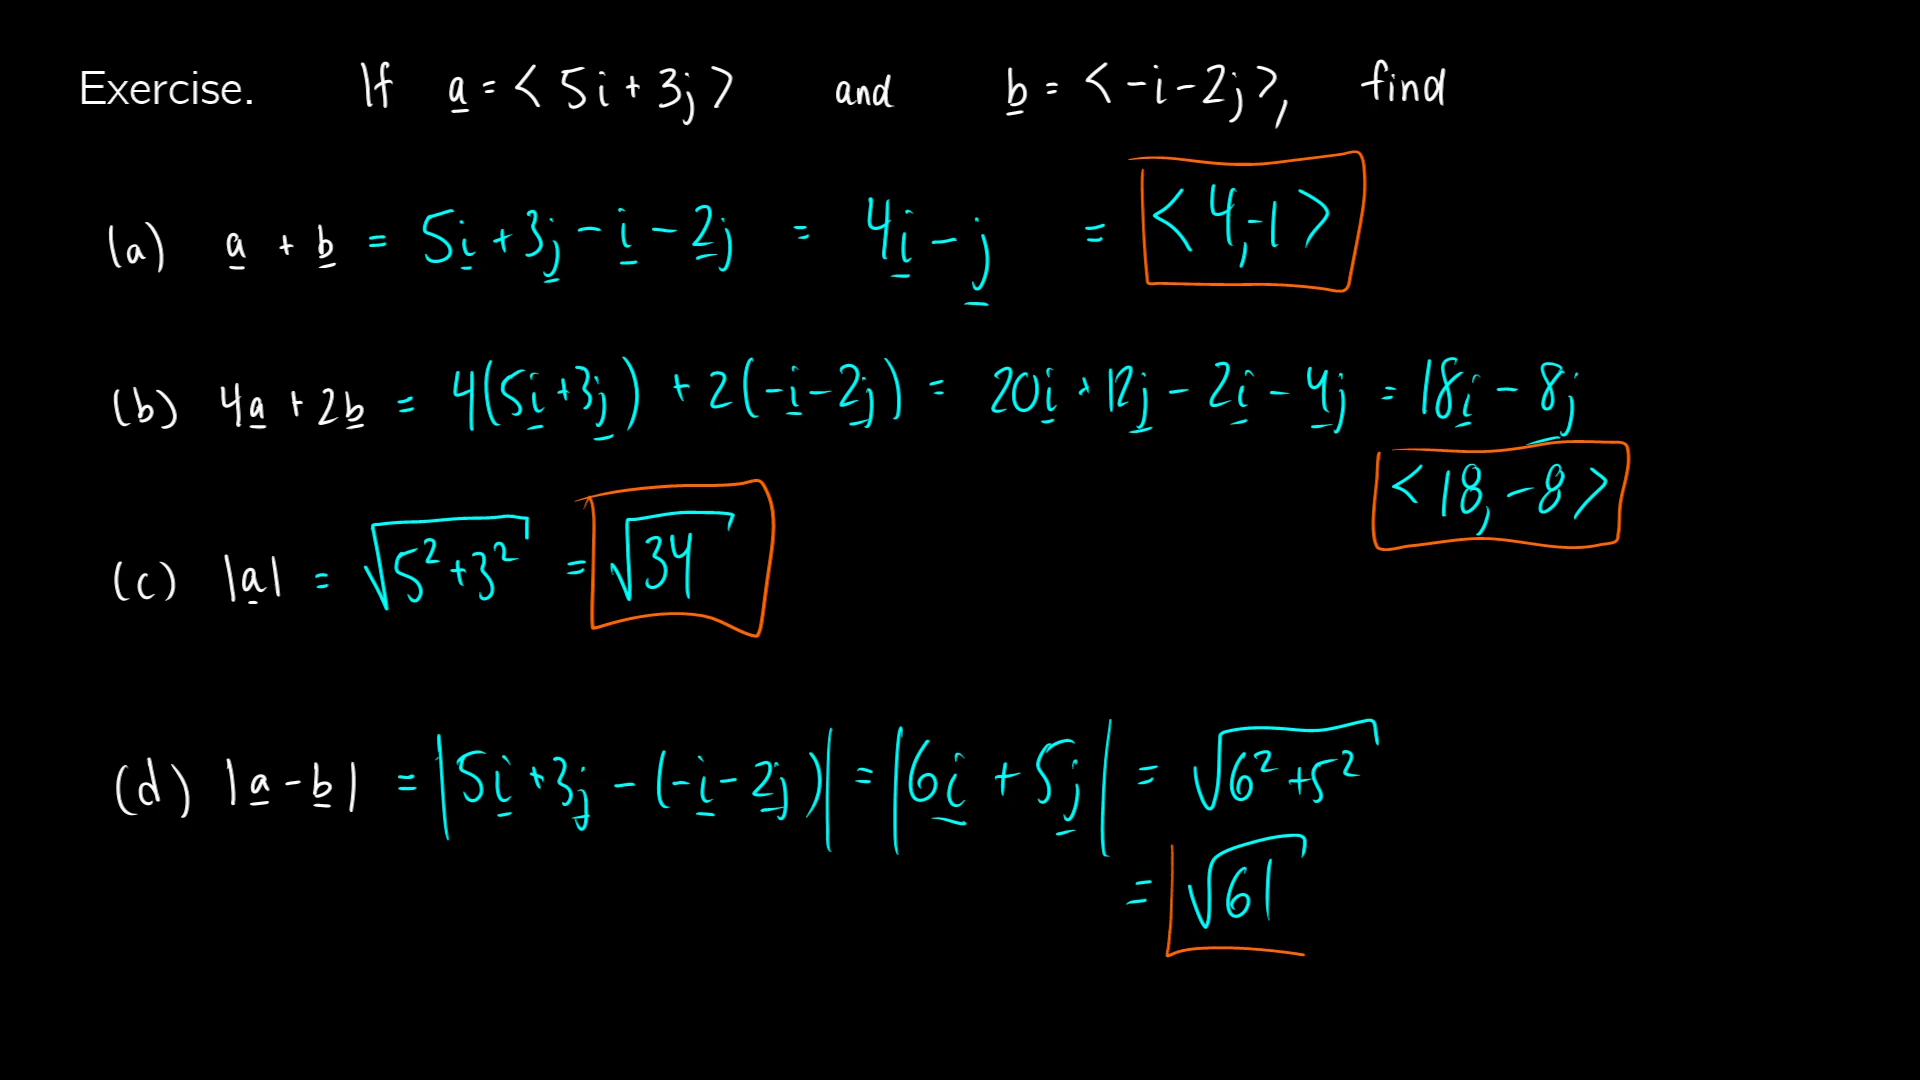 Exercise. If a = < 5i + 3j > and b = < -i - 2j >, find
(a) a + b = 5i + 3j - i - 2j = 4i - j = < 4, -1 >
(b) 4a + 2b = 4(5i + 3j) + 2(-i - 2j) = 20i + 12j - 2i - 4j = 18i - 8j
< 18, -8 >
(c) |a| = √5² + 3² = √34
(d) |a - b| = |5i + 3j - (-i - 2j)| = |6i + 5j| = √6² + 5²
= √61